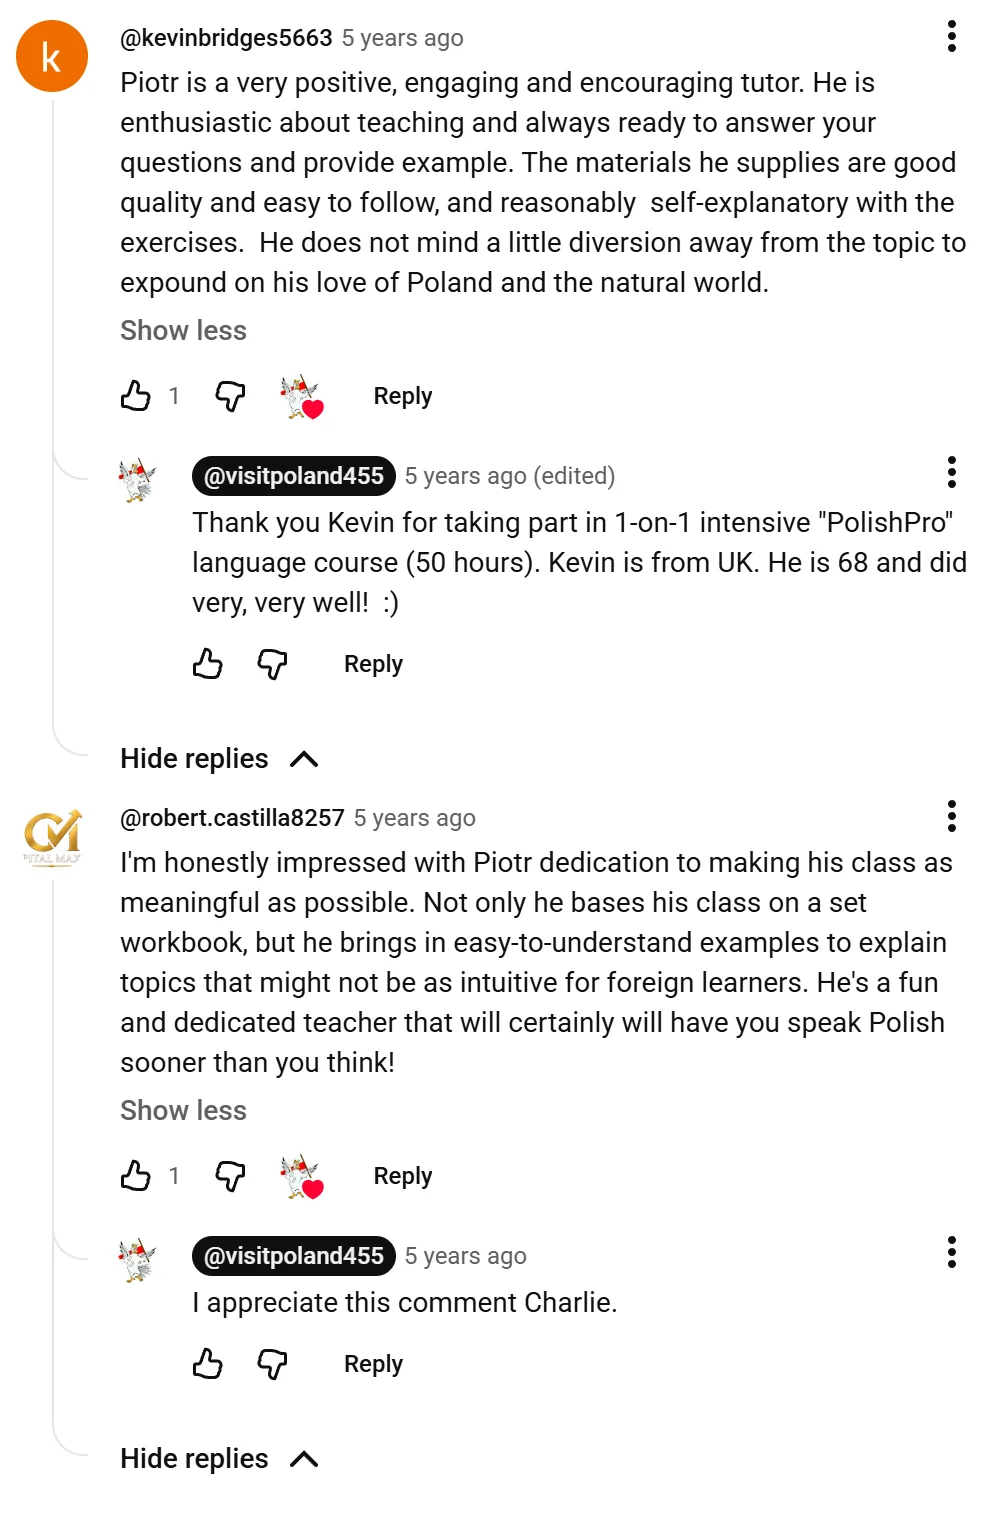 k
@kevinbridges5663 5 years ago
Piotr is a very positive, engaging and encouraging tutor. He is
enthusiastic about teaching and always ready to answer your
questions and provide example. The materials he supplies are good
quality and easy to follow, and reasonably  self-explanatory with the
exercises.  He does not mind a little diversion away from the topic to
expound on his love of Poland and the natural world.
Show less
1 Reply
@visitpoland455 5 years ago (edited)
Thank you Kevin for taking part in 1-on-1 intensive "PolishPro"
language course (50 hours). Kevin is from UK. He is 68 and did
very, very well!  :)
Reply
Hide replies
CM
PITAL MAX
@robert.castilla8257 5 years ago
I'm honestly impressed with Piotr dedication to making his class as
meaningful as possible. Not only he bases his class on a set
workbook, but he brings in easy-to-understand examples to explain
topics that might not be as intuitive for foreign learners. He's a fun
and dedicated teacher that will certainly will have you speak Polish
sooner than you think!
Show less
1 Reply
@visitpoland455 5 years ago
I appreciate this comment Charlie.
Reply
Hide replies